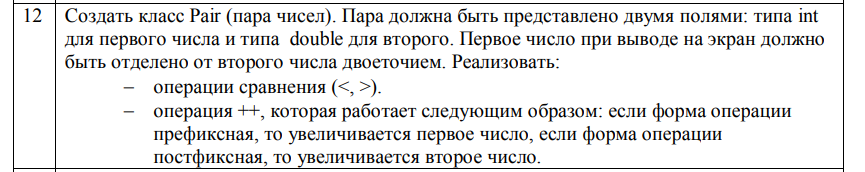 12 Создать класс Pair (пара чисел). Пара должна быть представлено двумя полями: типа int
для первого числа и типа double для второго. Первое число при выводе на экран должно
быть отделено от второго числа двоеточием. Реализовать:
– операции сравнения (<, >).
– операция ++, которая работает следующим образом: если форма операции
префиксная, то увеличивается первое число, если форма операции
постфиксная, то увеличивается второе число.